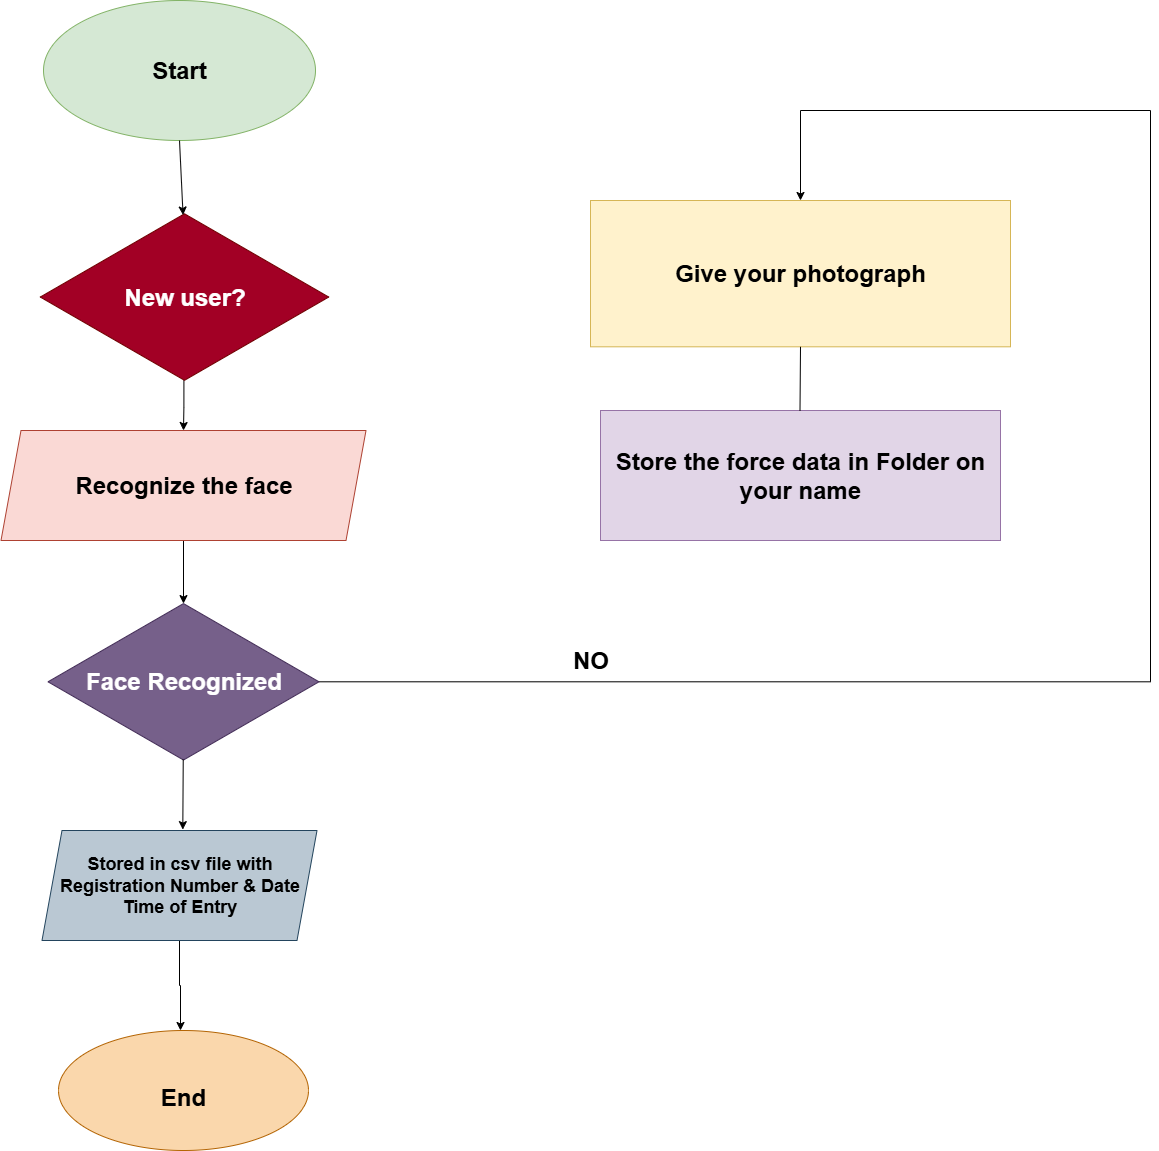 Start
New user?
Recognize the face
Face Recognized
Stored in csv file with
Registration Number & Date
Time of Entry
End
NO
Give your photograph
Store the force data in Folder on
your name